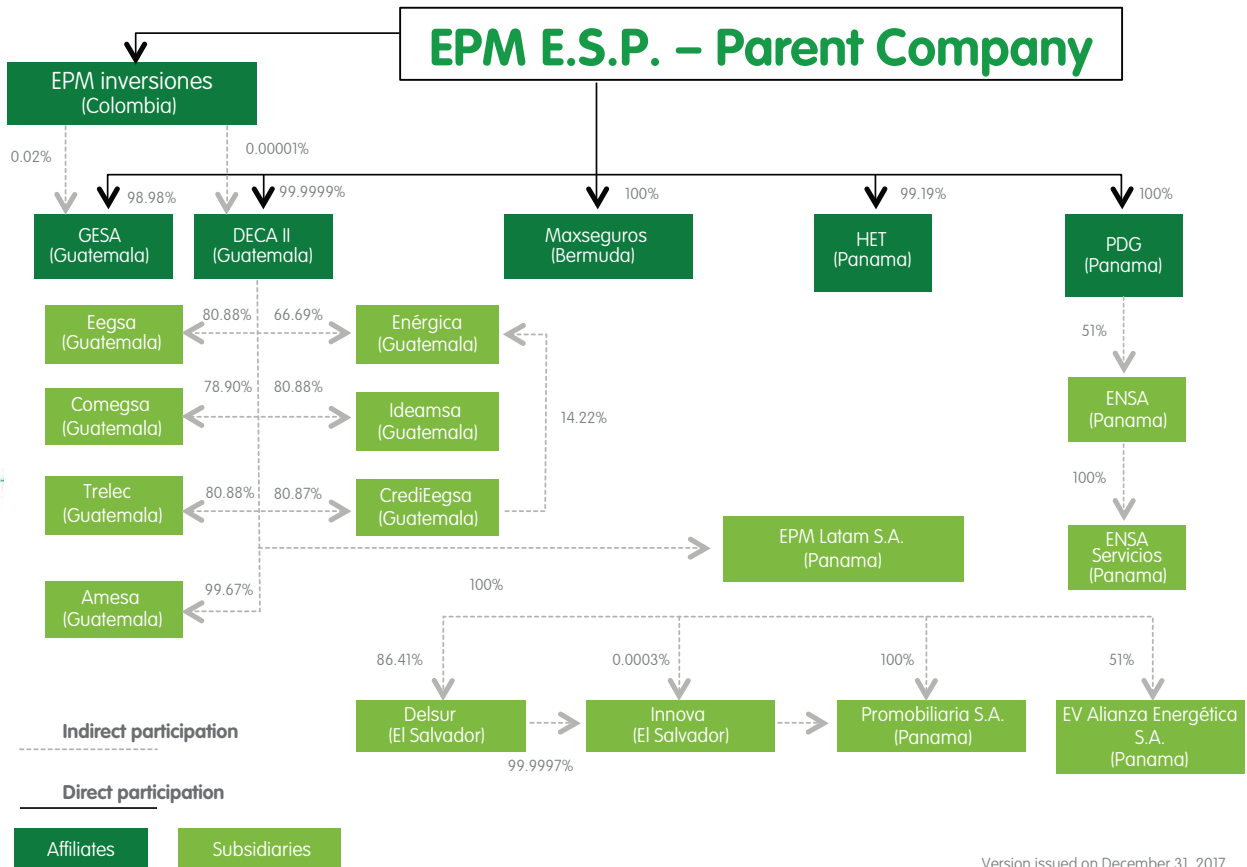 EPM E.S.P. – Parent Company
EPM inversiones
(Colombia)
0.02%
0.00001%
98.98%
99.9999%
100%
99.19%
100%
GESA
(Guatemala)
DECA II
(Guatemala)
Maxseguros
(Bermuda)
HET
(Panama)
PDG
(Panama)
Eegsa
(Guatemala)
80.88%
66.69%
Enérgica
(Guatemala)
51%
Comegsa
(Guatemala)
78.90%
80.88%
Ideamsa
(Guatemala)
14.22%
ENSA
(Panama)
Trelec
(Guatemala)
80.88%
80.87%
CrediEegsa
(Guatemala)
100%
EPM Latam S.A.
(Panama)
ENSA
Servicios
(Panama)
Amesa
(Guatemala)
99.67%
100%
86.41%
0.0003%
100%
51%
Delsur
(El Salvador)
Innova
(El Salvador)
Promobiliaria S.A.
(Panama)
EV Alianza Energética
S.A.
(Panama)
99.9997%
Indirect participation
Direct participation
Affiliates
Subsidiaries
Version issued on December 31, 2017